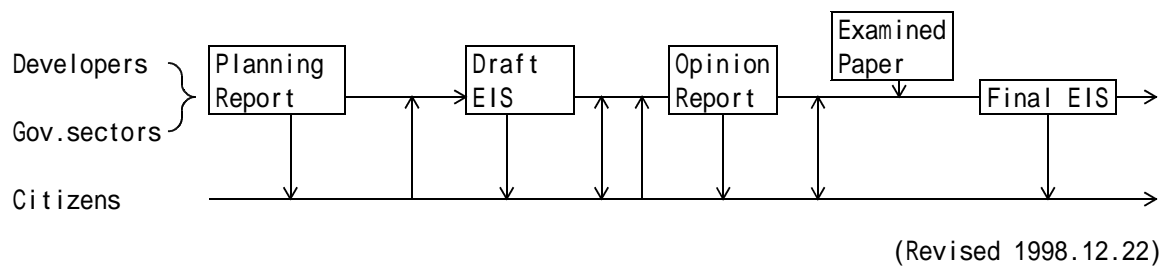 Developers
Gov.sectors
Citizens
Planning
Report
Draft
EIS
Opinion
Report
Examined
Paper
Final EIS
(Revised 1998.12.22)